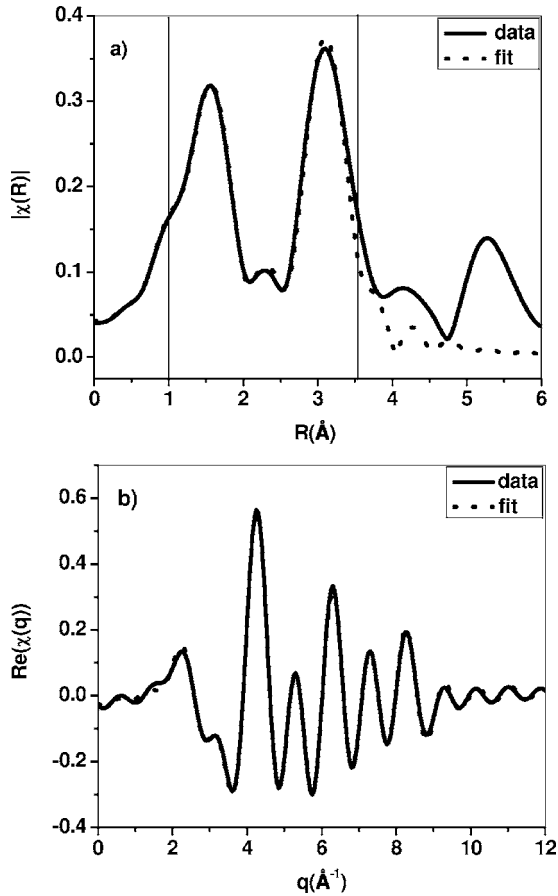 a)
data
fit
|χ(R)|
0.4
0.3
0.2
0.1
0.0
0 1 2 3 4 5 6
R(Å)
b)
data
fit
Re(χ(q))
0.6
0.4
0.2
0.0
-0.2
-0.4
0 2 4 6 8 10 12
q(Å⁻¹)